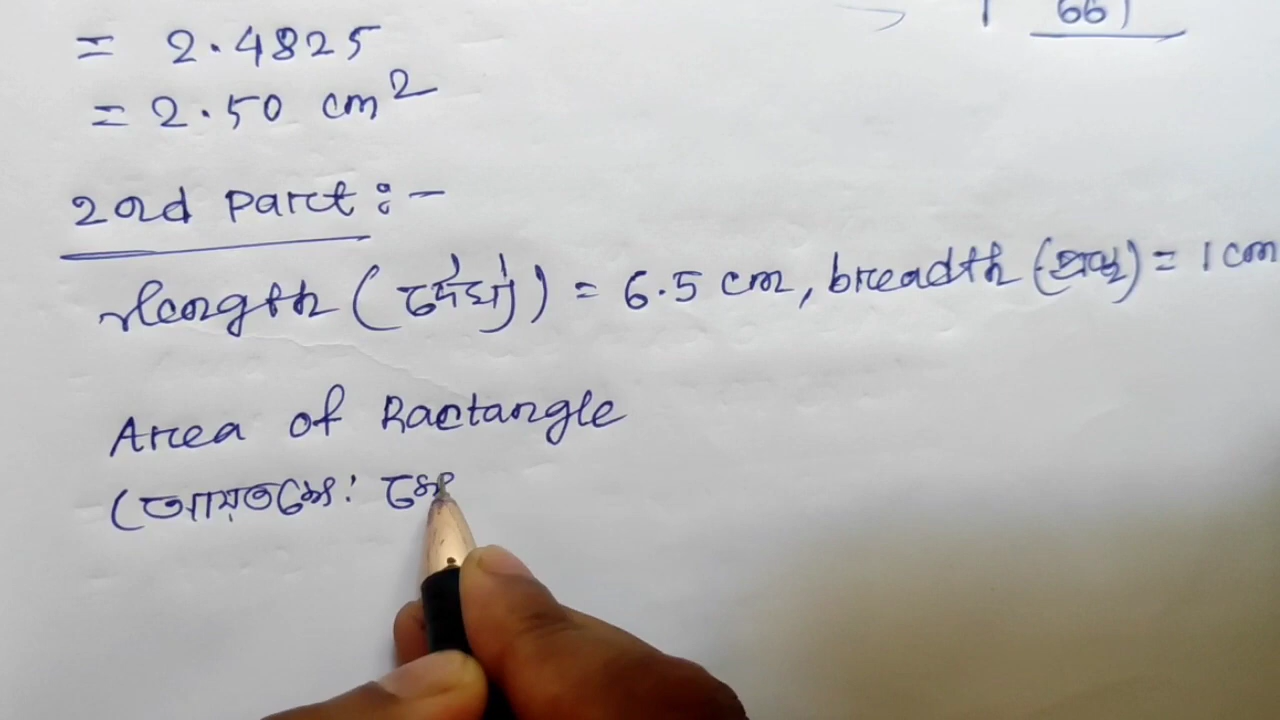 661
= 2.4825
= 2.50 cm²
2nd part :-
length (দৈর্ঘ্য) = 6.5 cm, breadth (প্রস্থ) = 1 cm
Area of Ractangle
(আয়তক্ষে: